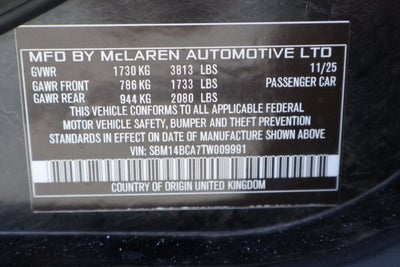 MFD BY McLAREN AUTOMOTIVE LTD
GVWR 1730 KG 3813 LBS 11/25
GAWR FRONT 786 KG 1733 LBS PASSENGER CAR
GAWR REAR 944 KG 2080 LBS
THIS VEHICLE CONFORMS TO ALL APPLICABLE FEDERAL
MOTOR VEHICLE SAFETY, BUMPER AND THEFT PREVENTION
STANDARDS IN EFFECT ON DATE OF MANUFACTURE SHOWN ABOVE
VIN: SBM14BCA7TW009991
COUNTRY OF ORIGIN UNITED KINGDOM